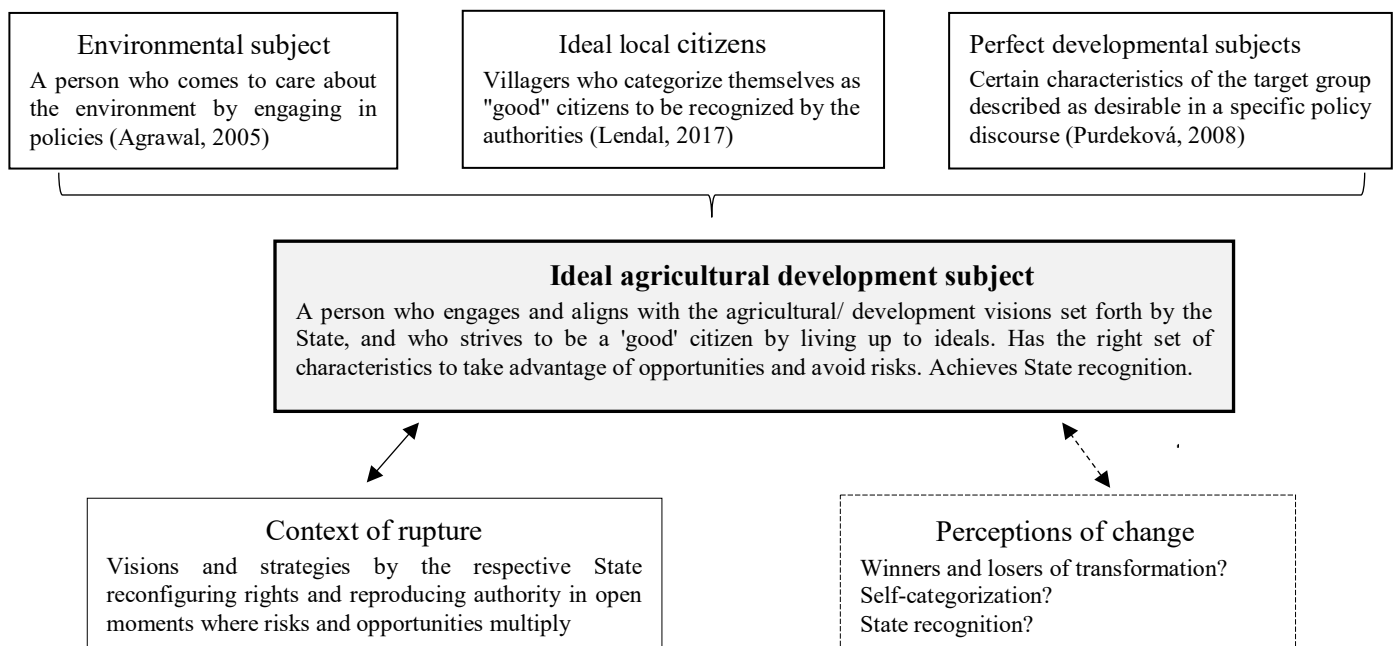 Environmental subject
A person who comes to care about
the environment by engaging in
policies (Agrawal, 2005)
Ideal local citizens
Villagers who categorize themselves as
"good" citizens to be recognized by the
authorities (Lendal, 2017)
Perfect developmental subjects
Certain characteristics of the target group
described as desirable in a specific policy
discourse (Purdeková, 2008)
Ideal agricultural development subject
A person who engages and aligns with the agricultural/ development visions set forth by the
State, and who strives to be a 'good' citizen by living up to ideals. Has the right set of
characteristics to take advantage of opportunities and avoid risks. Achieves State recognition.
Context of rupture
Visions and strategies by the respective State
reconfiguring rights and reproducing authority in open
moments where risks and opportunities multiply
Perceptions of change
Winners and losers of transformation?
Self-categorization?
State recognition?